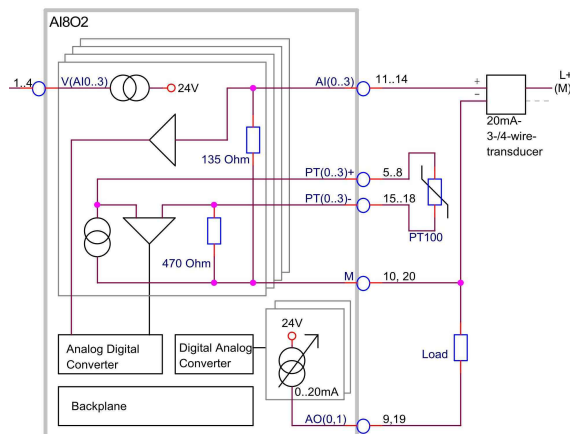 AI8O2
1..4
V(AI0..3)
24V
AI(0..3)
11..14
+
−
L+
(M)
20mA-
3-/4-wire-
transducer
135 Ohm
PT(0..3)+
5..8
PT(0..3)-
15..18
PT100
470 Ohm
M
10, 20
24V
Analog Digital
Converter
Digital Analog
Converter
Load
0..20mA
Backplane
AO(0,1)
9,19